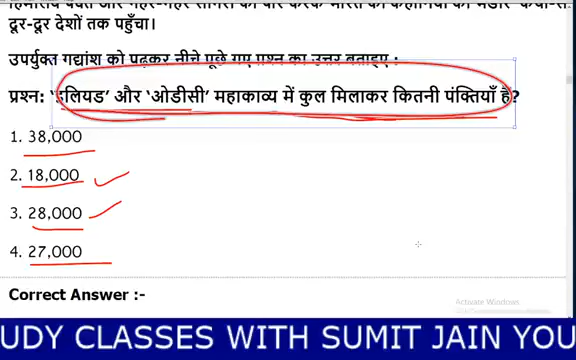 दूर-दूर देशों तक पहुँचा।
उपर्युक्त गद्यांश को पढ़कर नीचे पूछे गए प्रश्न का उत्तर बताइए :
प्रश्न: 'इलियड' और 'ओडीसी' महाकाव्य में कुल मिलाकर कितनी पंक्तियाँ हैं?
1. 38,000
2. 18,000
3. 28,000
4. 27,000
Correct Answer :-
Activate Windows
UDY CLASSES WITH SUMIT JAIN YOU